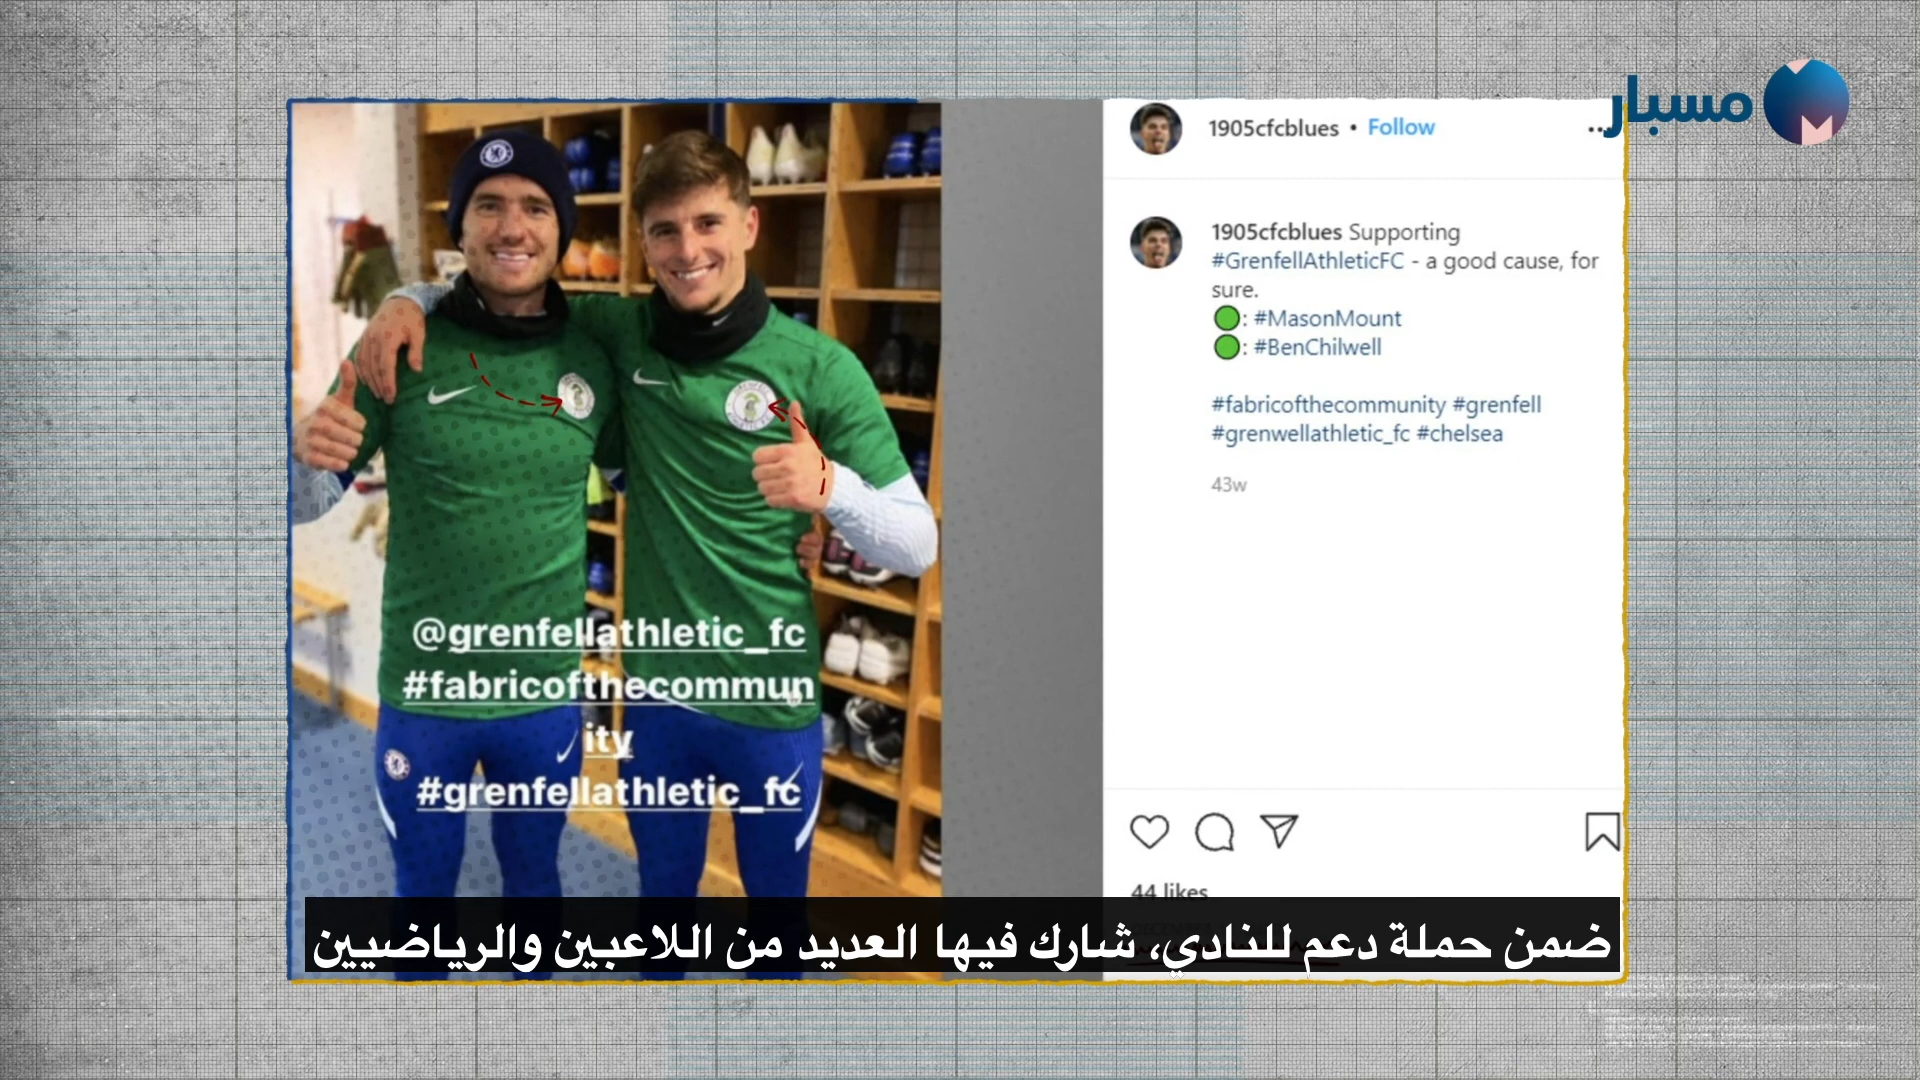 مسبار
1905cfcblues • Follow
1905cfcblues Supporting
#GrenfellAthleticFC - a good cause, for
sure.
: #MasonMount
: #BenChilwell
#fabricofthecommunity #grenfell
#grenwellathletic_fc #chelsea
43w
@grenfellathletic_fc
#fabricofthecommun
ity
#grenfellathletic_fc
44 likes
ضمن حملة دعم للنادي، شارك فيها العديد من اللاعبين والرياضيين